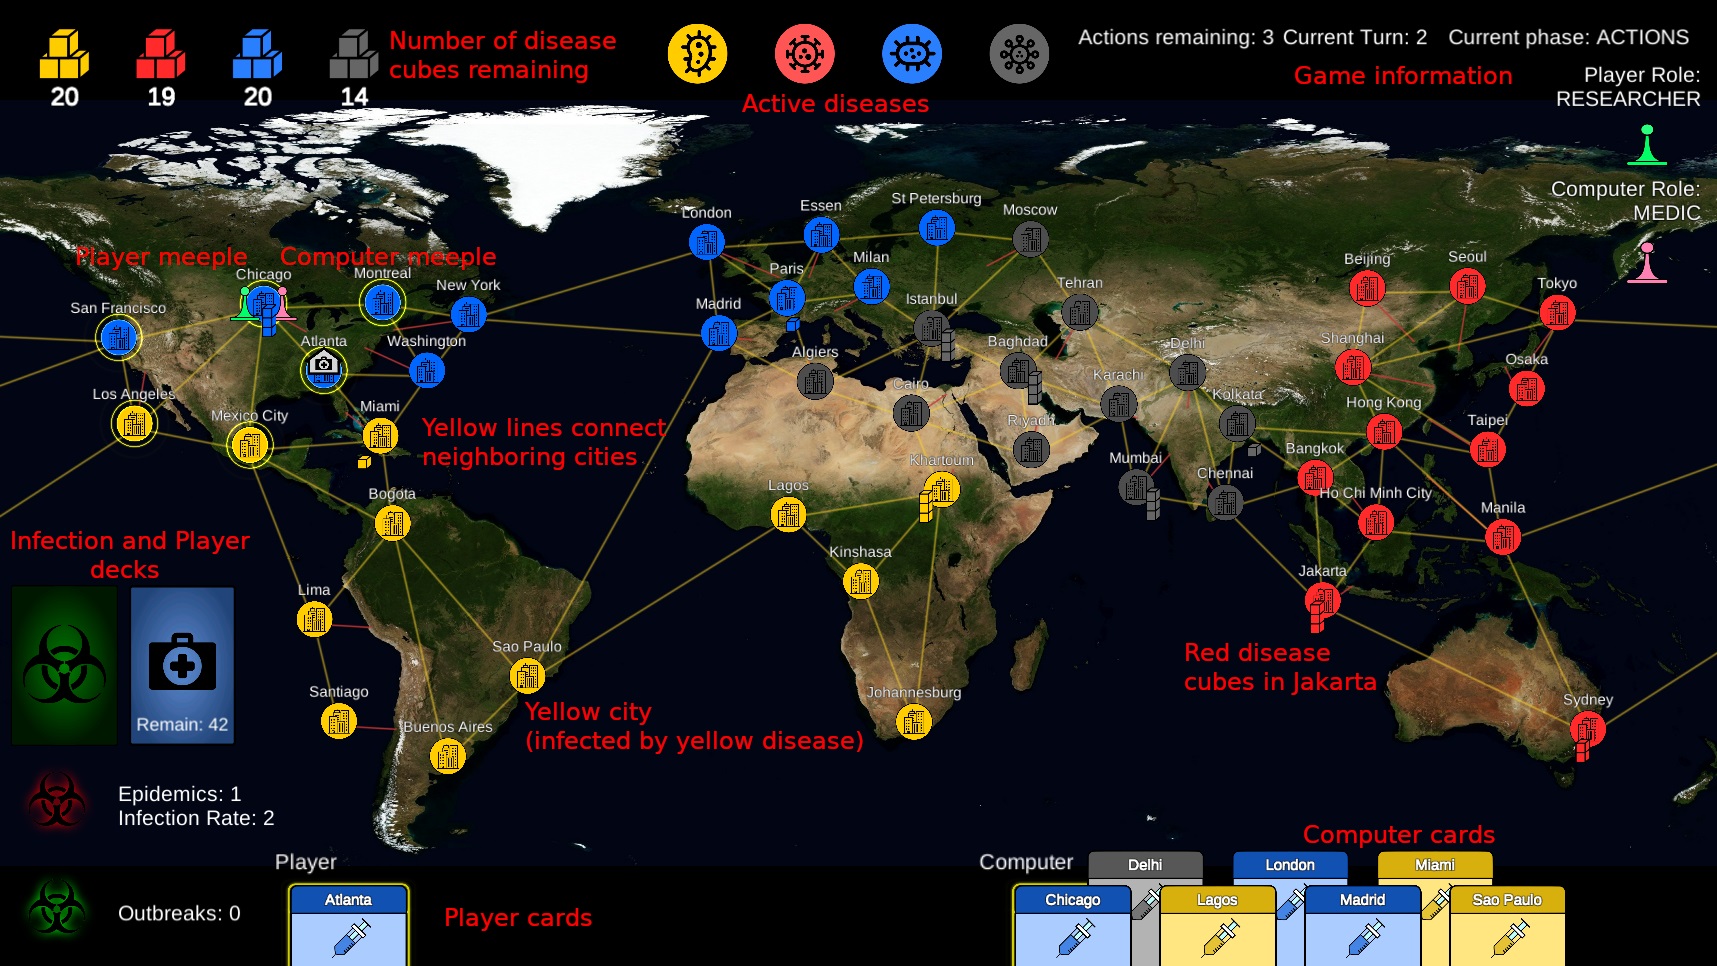 Number of disease
cubes remaining
20
19
20
14
Active diseases
Actions remaining: 3 Current Turn: 2 Current phase: ACTIONS
Game information
Player Role:
RESEARCHER
Computer Role:
MEDIC
Player meeple
Computer meeple
London
Essen
St Petersburg
Moscow
Beijing
Seoul
Tokyo
Chicago
Montreal
New York
San Francisco
Paris
Milan
Madrid
Istanbul
Tehran
Atlanta
Washington
Algiers
Baghdad
Delhi
Shanghai
Osaka
Los Angeles
Mexico City
Miami
Cairo
Karachi
Kolkata
Hong Kong
Taipei
Riyadh
Yellow lines connect
neighboring cities
Khartoum
Mumbai
Chennai
Bangkok
Ho Chi Minh City
Manila
Bogota
Lagos
Kinshasa
Jakarta
Infection and Player
decks
Lima
Sao Paulo
Red disease
cubes in Jakarta
Santiago
Buenos Aires
Johannesburg
Sydney
Yellow city
(infected by yellow disease)
Remain: 42
Epidemics: 1
Infection Rate: 2
Outbreaks: 0
Player
Atlanta
Player cards
Computer cards
Computer
Delhi
London
Miami
Chicago
Lagos
Madrid
Sao Paulo